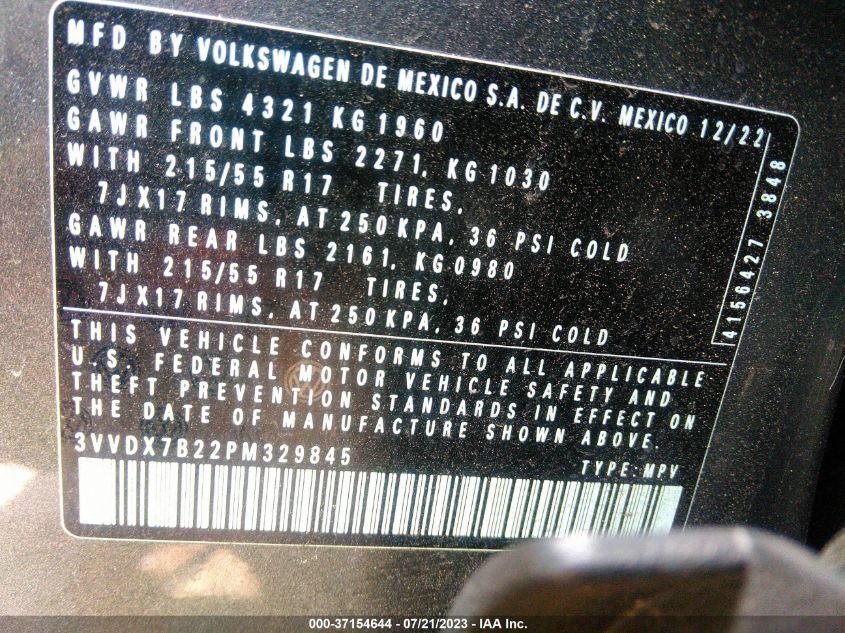 MFD BY VOLKSWAGEN DE MEXICO S.A. DE C.V. MEXICO 12/22
GVWR LBS 4321 KG 1960
GAWR FRONT LBS 2271, KG 1030
WITH 215/55 R17 TIRES,
7JX17 RIMS, AT 250 KPA, 36 PSI COLD
GAWR REAR LBS 2161, KG 0980
WITH 215/55 R17 TIRES,
7JX17 RIMS, AT 250 KPA, 36 PSI COLD
4156427 3848
THIS VEHICLE CONFORMS TO ALL APPLICABLE
U.S. FEDERAL MOTOR VEHICLE SAFETY AND
THEFT PREVENTION STANDARDS IN EFFECT ON
THE DATE OF MANUFACTURE SHOWN ABOVE.
3VVDX7B22PM329845
TYPE: MPV
000-37154644 - 07/21/2023 - IAA Inc.